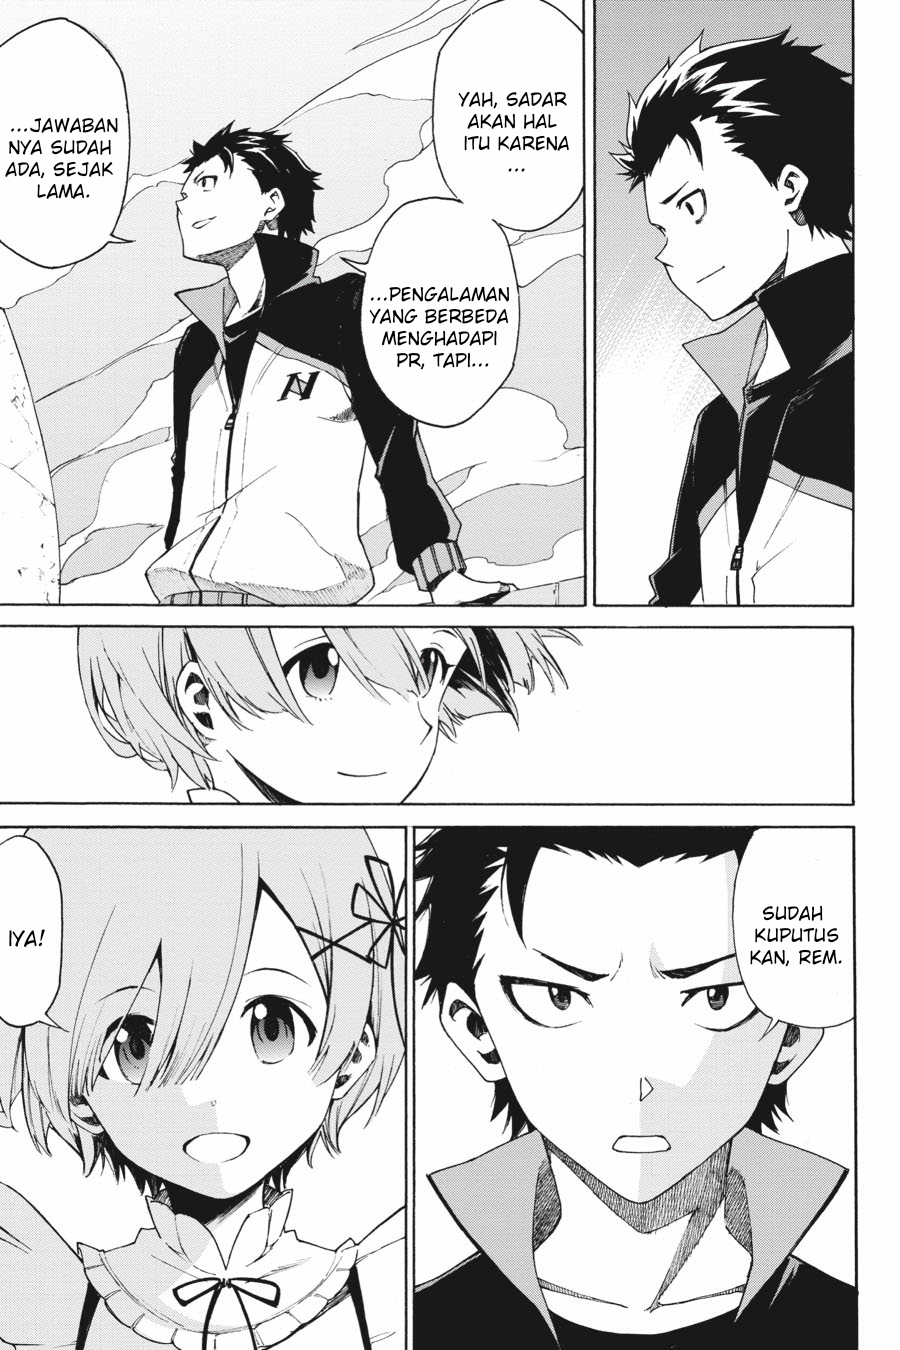 YAH, SADAR
AKAN HAL
ITU KARENA
...
...PENGALAMAN
YANG BERBEDA
MENGHADAPI
PR, TAPI...
...JAWABAN
NYA SUDAH
ADA, SEJAK
LAMA.
SUDAH
KUPUTUS
KAN, REM.
IYA!